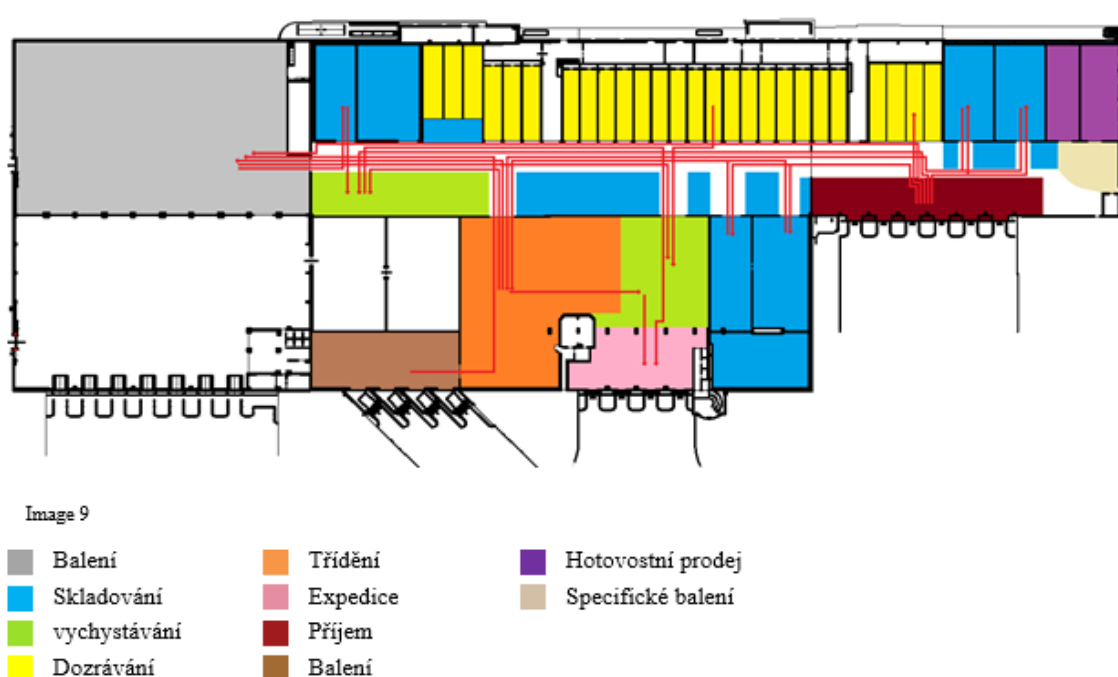 Image 9
Balení
Skladování
vychystávání
Dozrávání
Třídění
Expedice
Příjem
Balení
Hotovostní prodej
Specifické balení